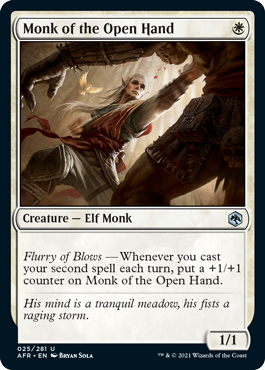 Monk of the Open Hand
Creature — Elf Monk
Flurry of Blows — Whenever you cast
your second spell each turn, put a +1/+1
counter on Monk of the Open Hand.
His mind is a tranquil meadow, his fists a
raging storm.
1/1
025/281 U
AFR • EN Bryan Sola
™ & © 2021 Wizards of the Coast